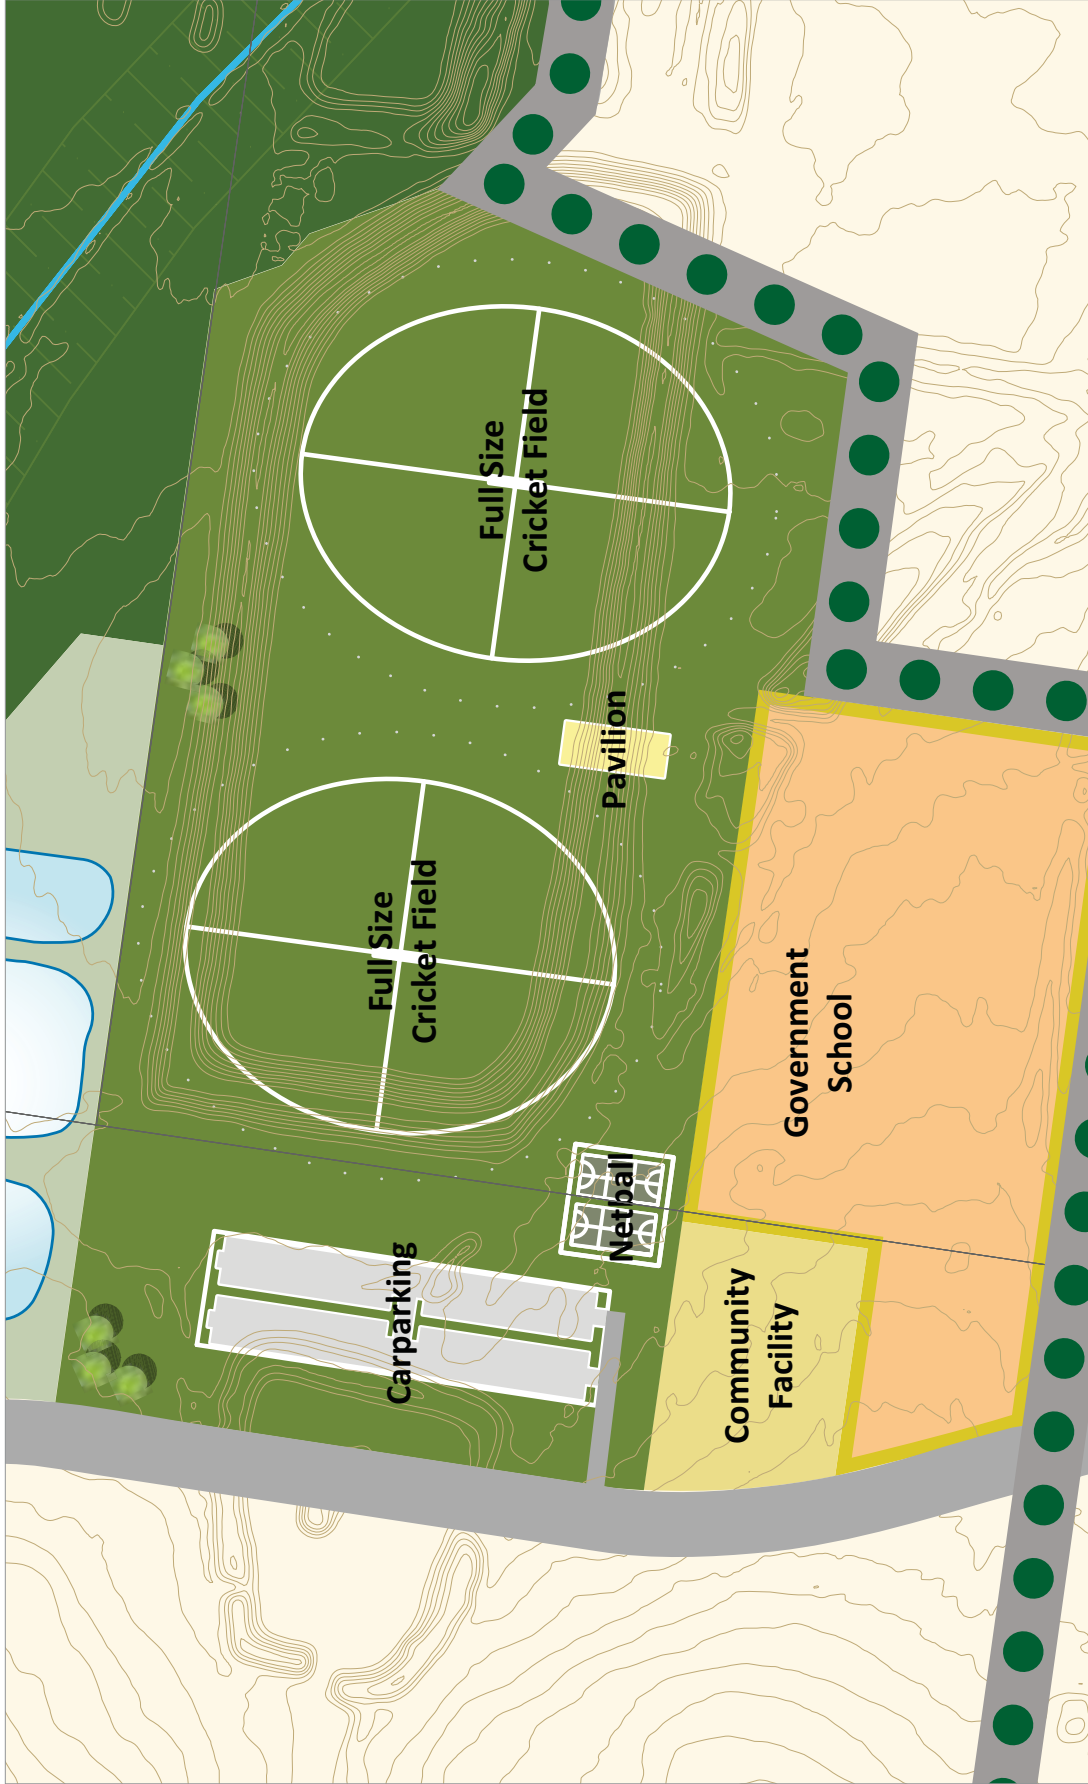 Carparking
Full Size
Cricket Field
Full Size
Cricket Field
Netball
Pavilion
Community
Facility
Government
School